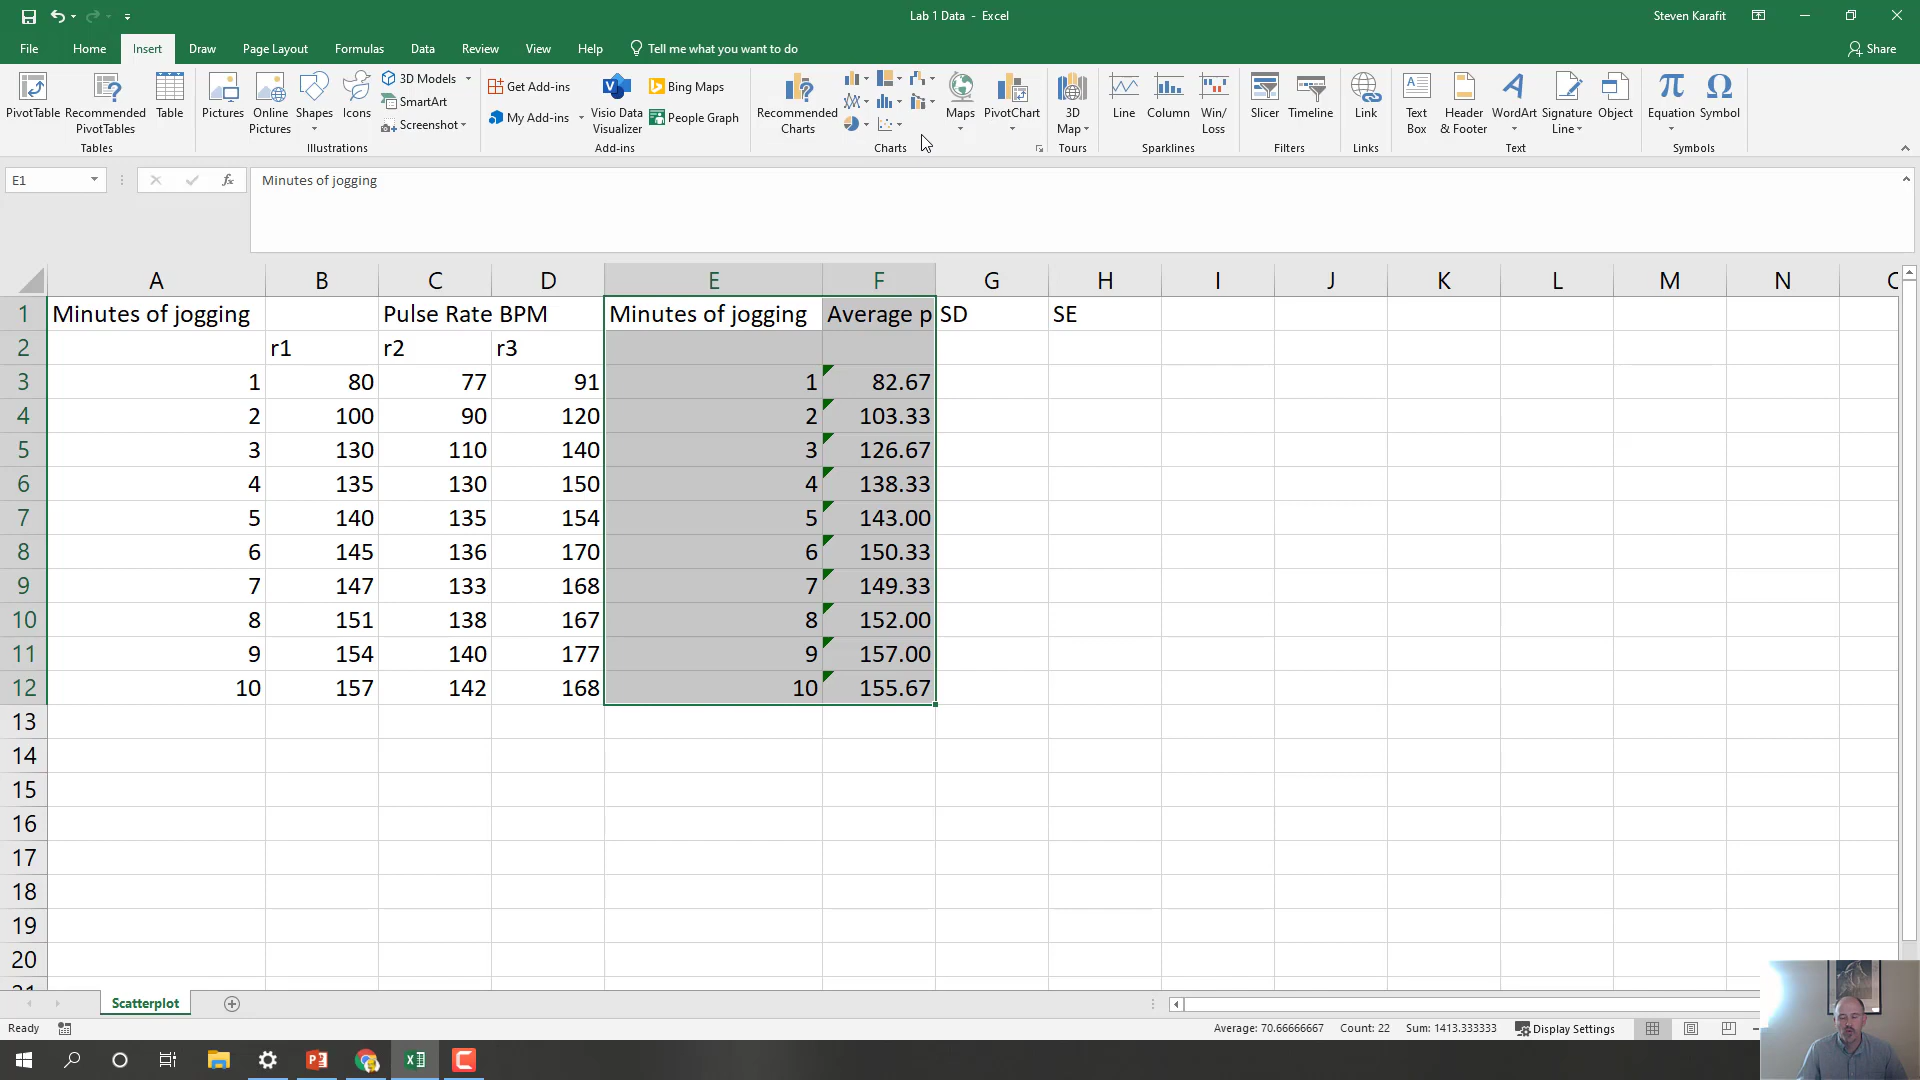 Lab 1 Data - Excel
Steven Karafit
File Home Insert Draw Page Layout Formulas Data Review View Help Tell me what you want to do Share
PivotTable
Recommended PivotTables
Table
Tables
Pictures
Online Pictures
Shapes
Icons
3D Models
SmartArt
Screenshot
Illustrations
Get Add-ins
My Add-ins
Visio Data Visualizer
Bing Maps
People Graph
Add-ins
Recommended Charts
Maps
PivotChart
Charts
3D Map
Tours
Line
Column
Win/ Loss
Sparklines
Slicer
Timeline
Filters
Link
Links
Text Box
Header & Footer
WordArt
Signature Line
Object
Text
Equation
Symbol
Symbols
E1 fx Minutes of jogging
A B C D E F G H I J K L M N C
1 Minutes of jogging Pulse Rate BPM Minutes of jogging Average p SD SE
2 r1 r2 r3
3 1 80 77 91 1 82.67
4 2 100 90 120 2 103.33
5 3 130 110 140 3 126.67
6 4 135 130 150 4 138.33
7 5 140 135 154 5 143.00
8 6 145 136 170 6 150.33
9 7 147 133 168 7 149.33
10 8 151 138 167 8 152.00
11 9 154 140 177 9 157.00
12 10 157 142 168 10 155.67
13
14
15
16
17
18
19
20
Scatterplot
Ready Average: 70.66666667 Count: 22 Sum: 1413.333333 Display Settings